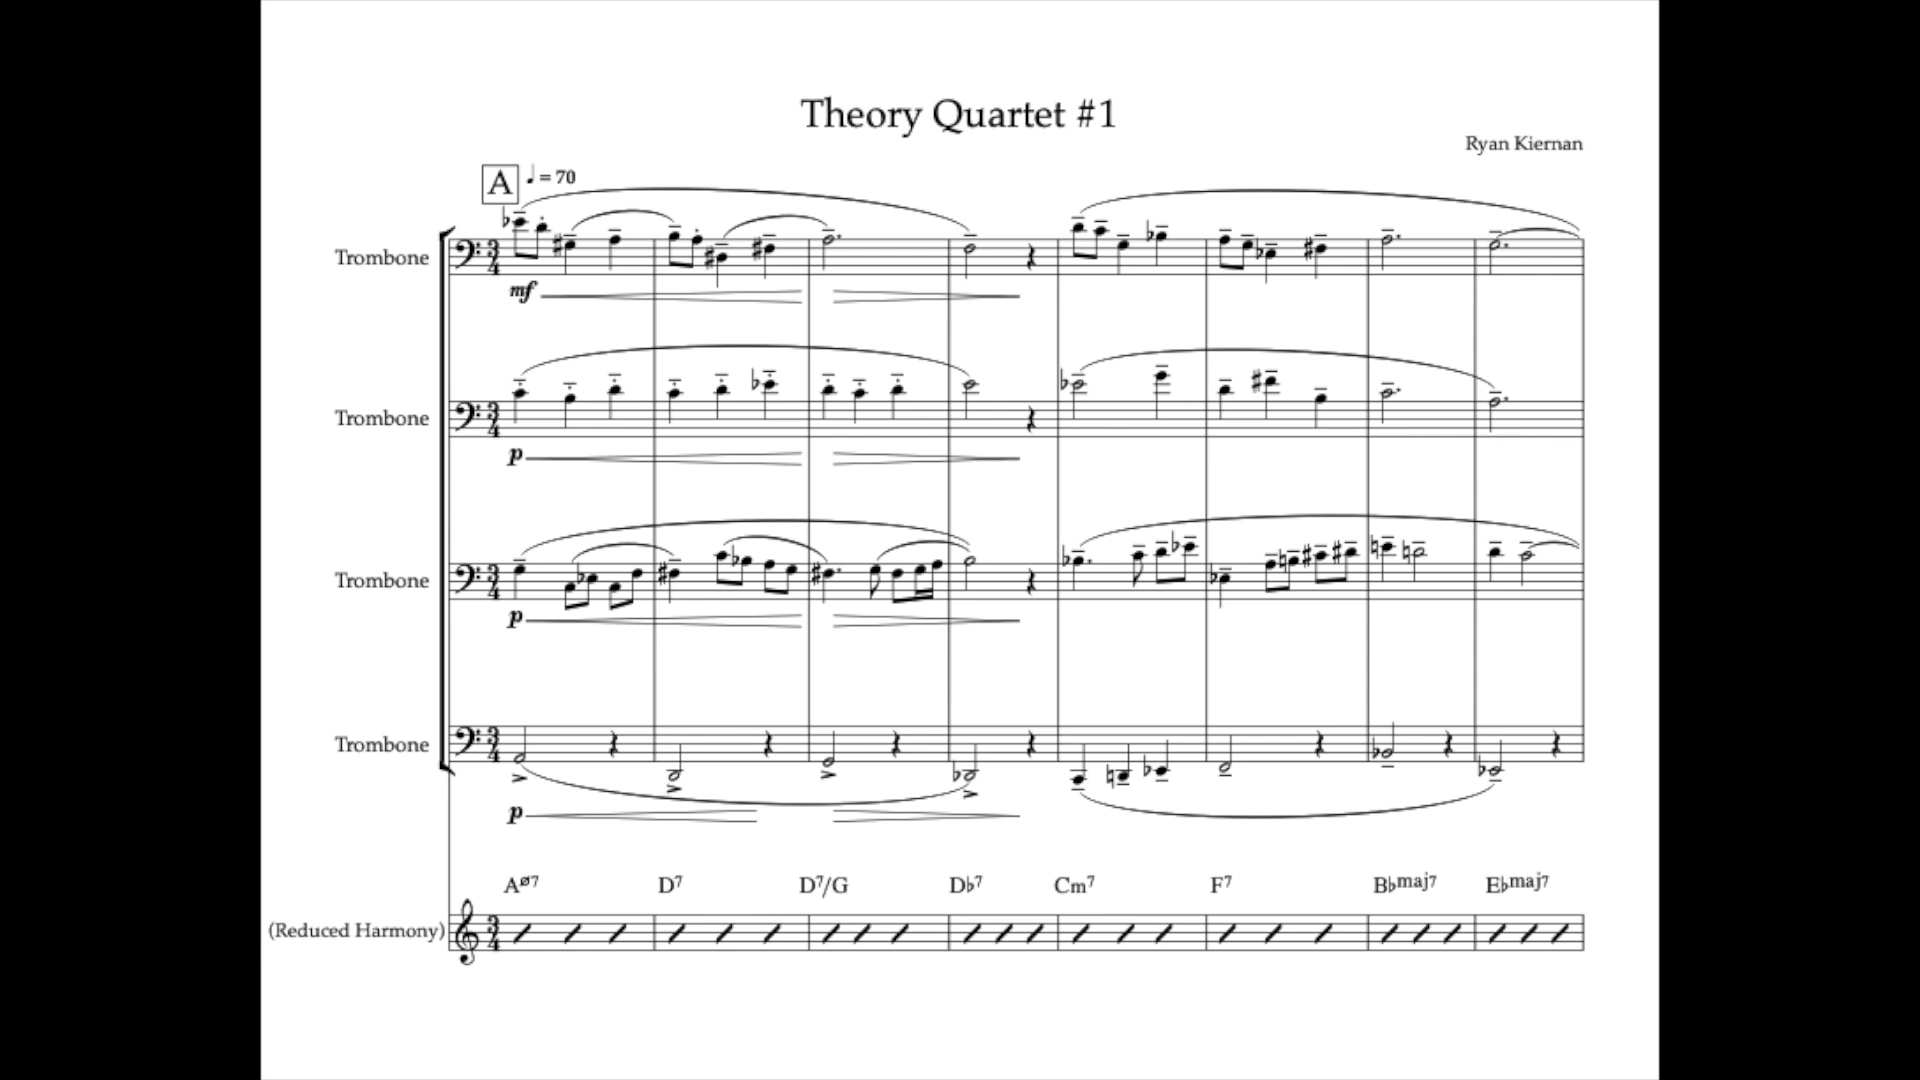 Theory Quartet #1
Ryan Kiernan
A ♩ = 70
Trombone
mf
Trombone
p
Trombone
p
Trombone
p
Aø7 D7 D7/G D♭7 Cm7 F7 B♭maj7 E♭maj7
(Reduced Harmony)